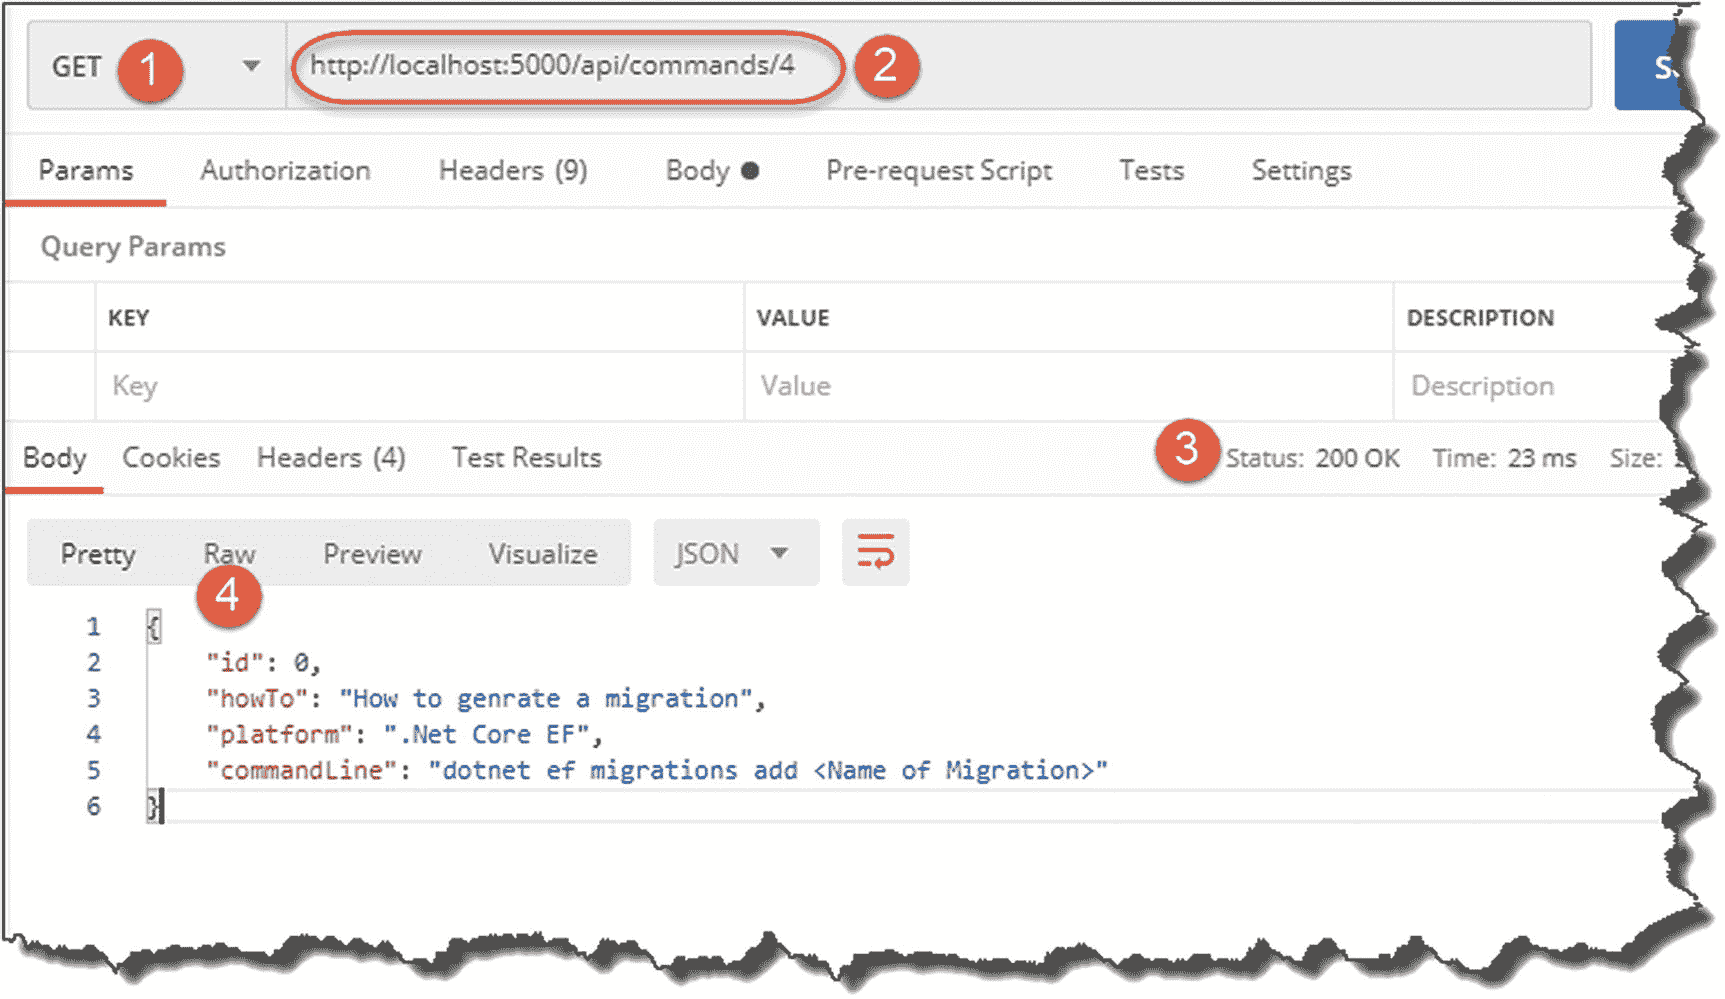 GET 1 http://localhost:5000/api/commands/4 2
Params Authorization Headers (9) Body Pre-request Script Tests Settings
Query Params
KEY VALUE DESCRIPTION
Key Value Description
Body Cookies Headers (4) Test Results 3 Status: 200 OK Time: 23 ms Size:
Pretty Raw Preview Visualize JSON
4
1 {
2 "id": 0,
3 "howTo": "How to genrate a migration",
4 "platform": ".Net Core EF",
5 "commandLine": "dotnet ef migrations add <Name of Migration>"
6 }